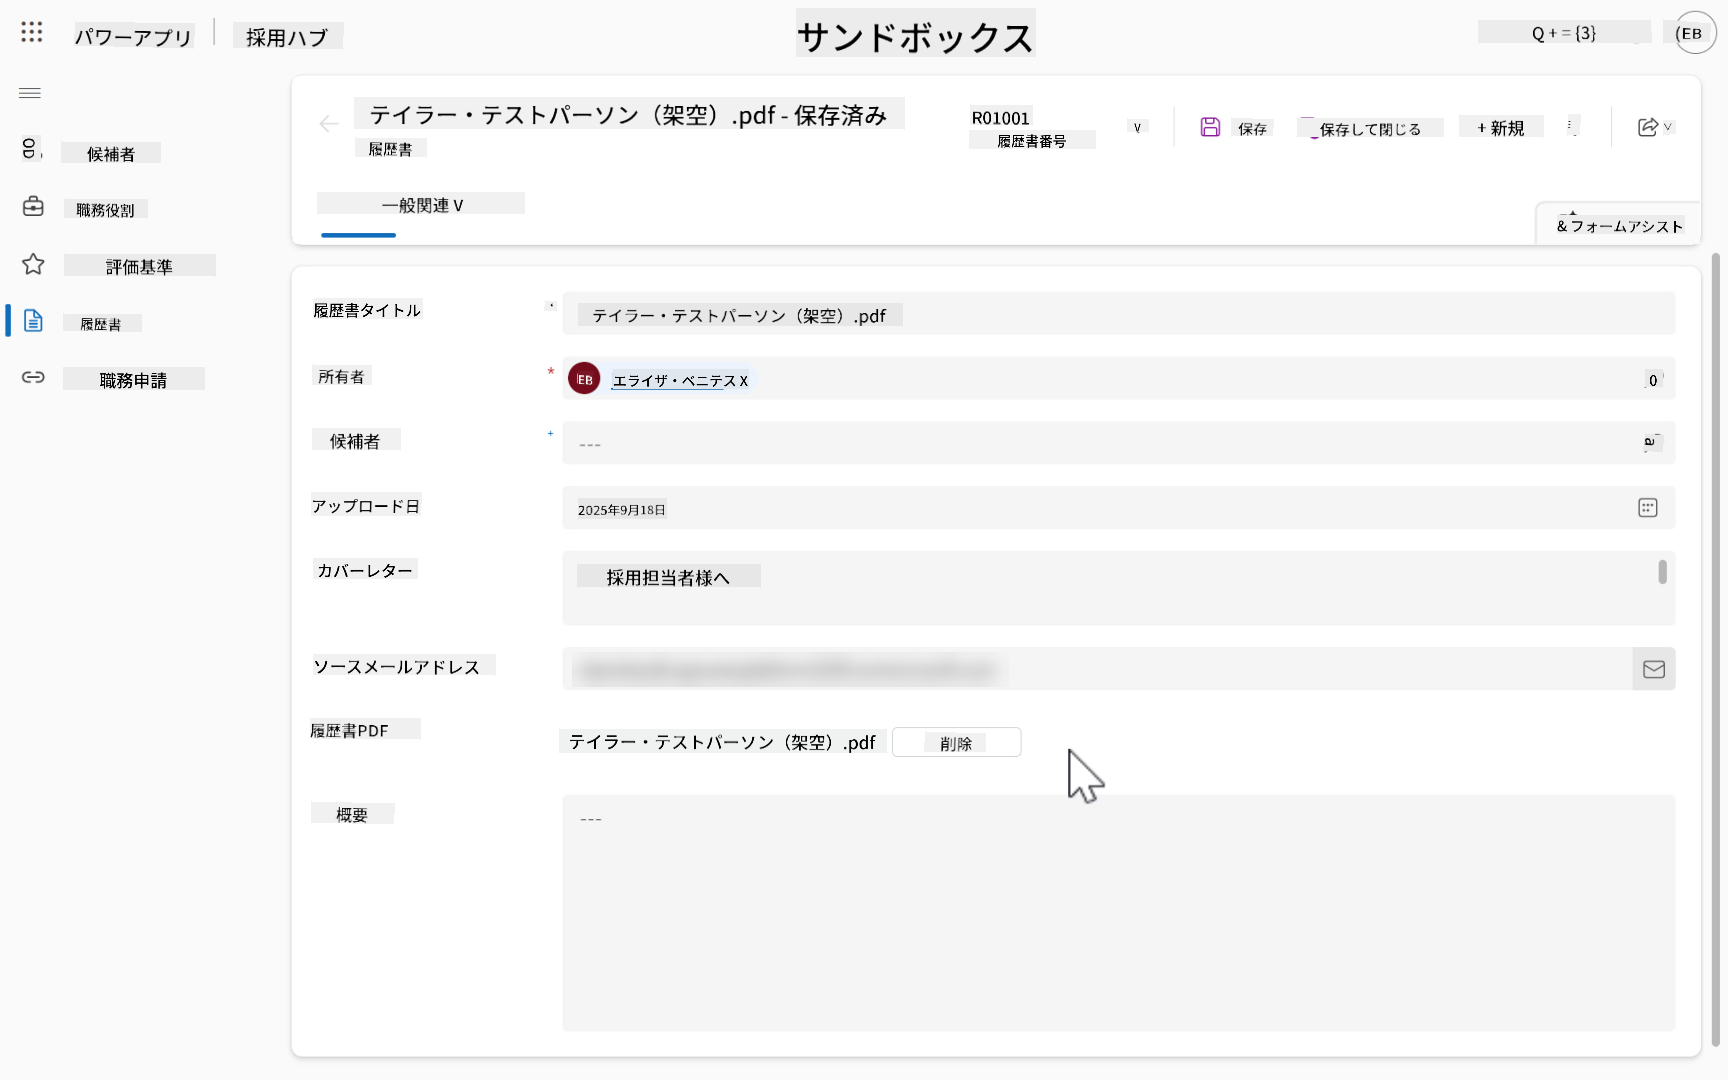 パワーアプリ
採用ハブ
サンドボックス
Q + = {3}
(EB
テイラー・テストパーソン（架空）.pdf - 保存済み
履歴書
R01001
履歴書番号
V
保存
保存して閉じる
+ 新規
V
OD
候補者
職務役割
評価基準
履歴書
職務申請
一般関連 V
& フォームアシスト
履歴書タイトル
テイラー・テストパーソン（架空）.pdf
所有者
*
EB
エライザ・ベニテス X
0
候補者
+
---
a
アップロード日
2025年9月18日
カバーレター
採用担当者様へ
ソースメールアドレス
履歴書PDF
テイラー・テストパーソン（架空）.pdf
削除
概要
---